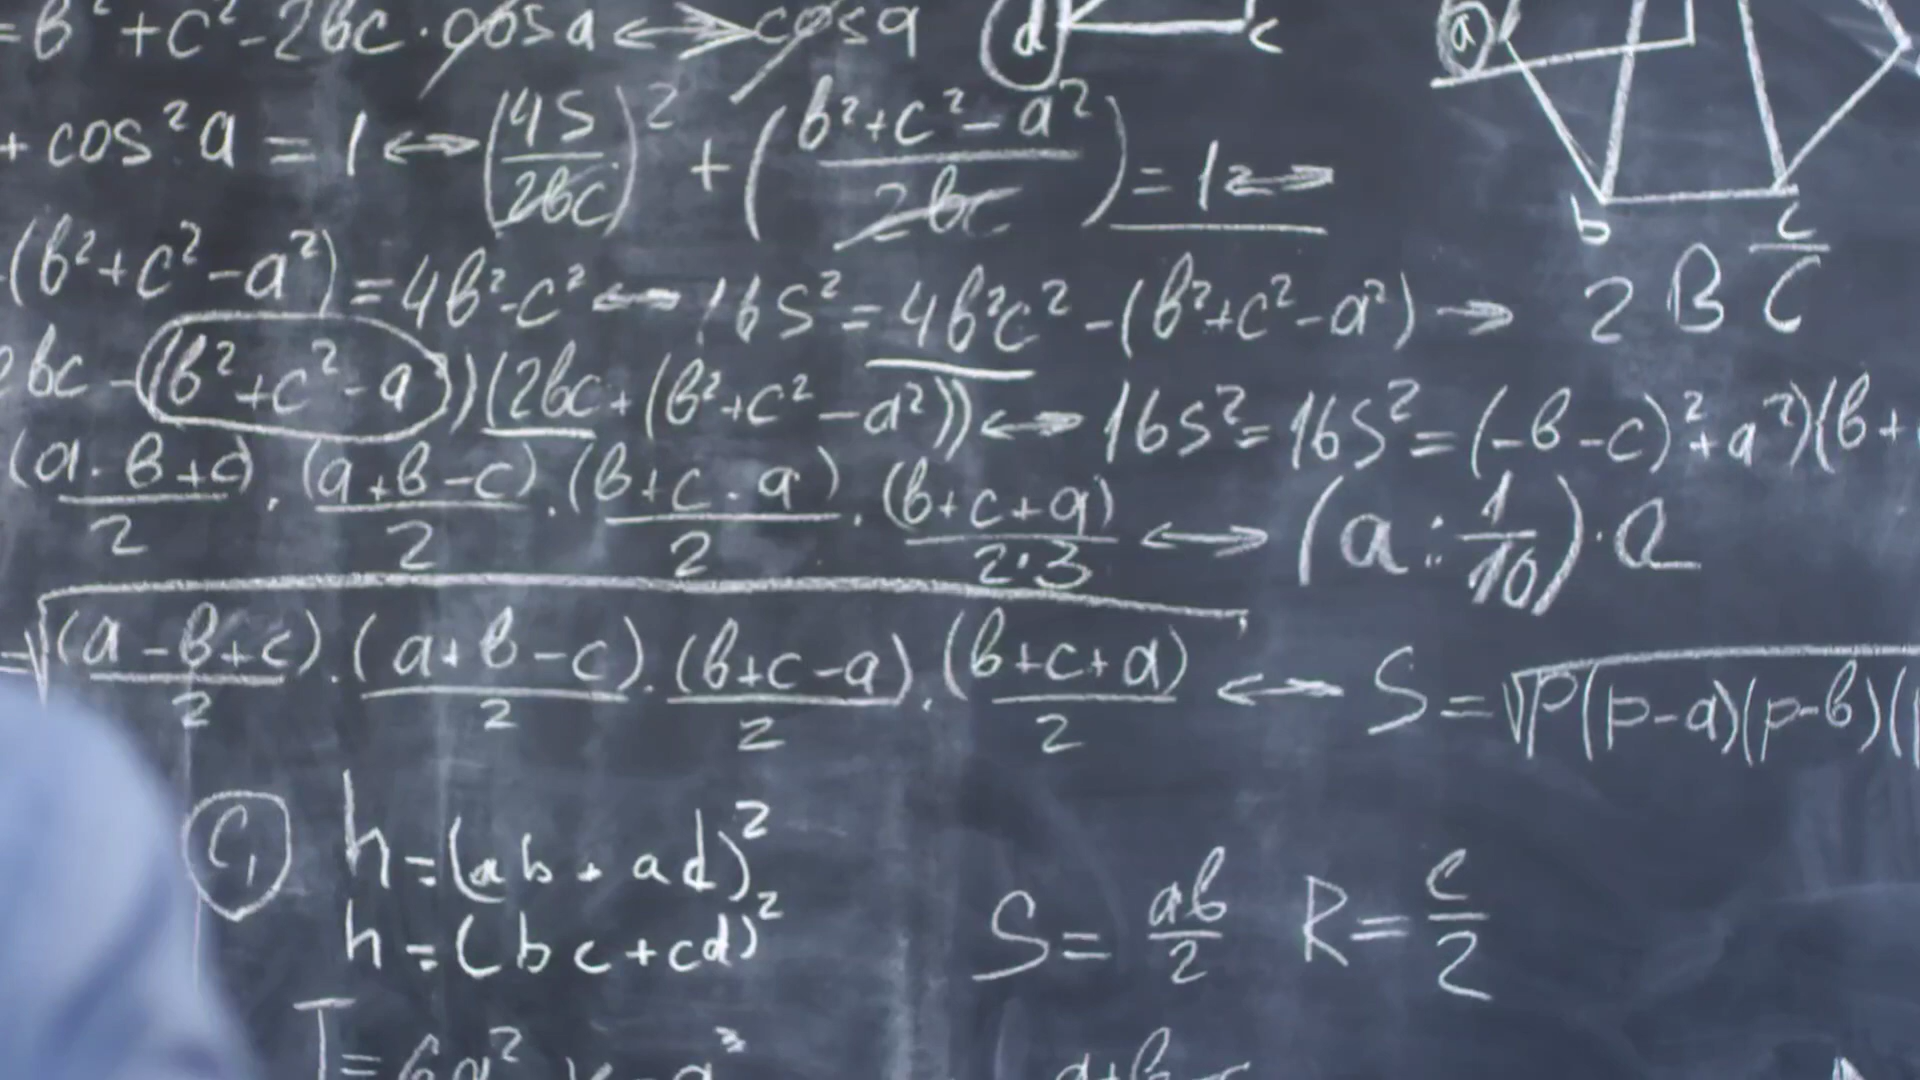 =b²+c²-2bc·cosa⟷cosa (d) c (a)
+cos²a=1⟷(4S/2bc)²+(b²+c²-a²/2bc)=1⟷
b c
(b²+c²-a²)=4b²-c²⟷16S²=4b²c²-(b²+c²-a²)→ 2 B C
2bc-(b²+c²-a))(2bc+(b²+c²-a²))⟷16S²=16S²=(-b-c)²+a²)(b+
(a·b+c)/2·(a+b-c)/2·(b+c-a)/2·(b+c+a)/2·3⟷(a:1/10)·a
=√(a-b+c)/2·(a+b-c)/2·(b+c-a)/2·(b+c+a)/2⟷S=√p(p-a)(p-b)(
C₁ h=(ab+ad)²
h=(bc+cd)² S=ab/2 R=c/2
T=6a² v=a³ a+b-c